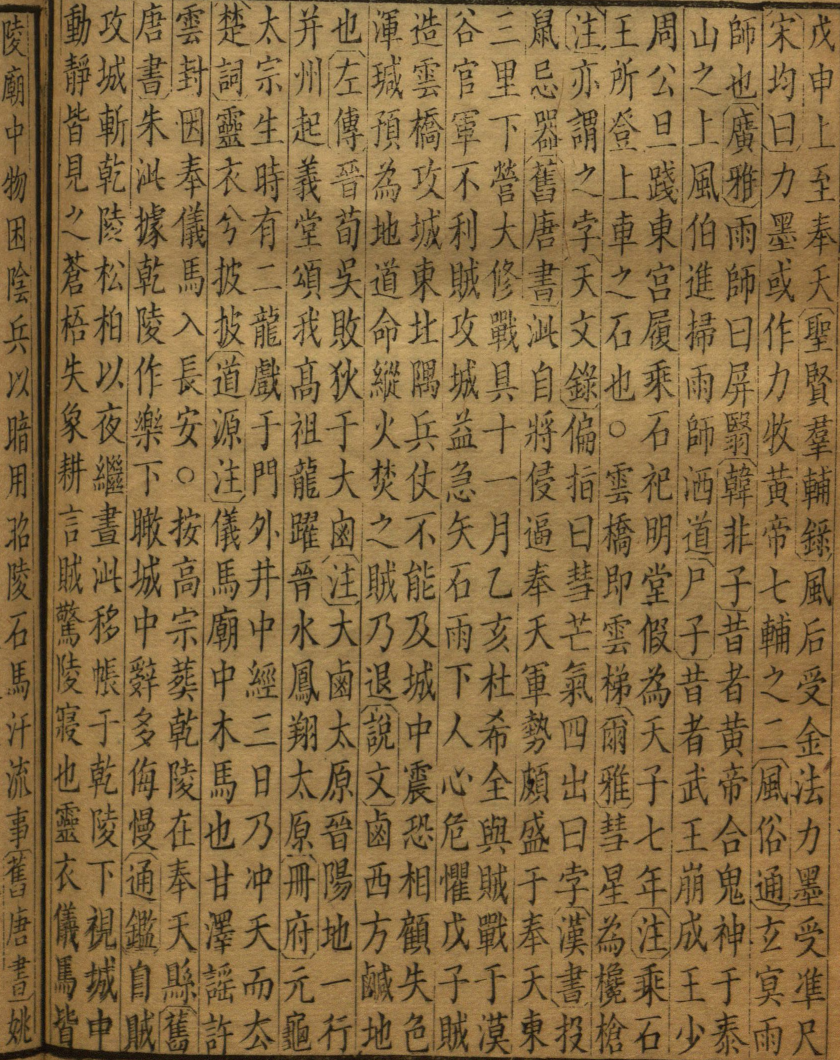 戊申上至奉天聖賢羣輔録風后受金法力墨受凖尺
宋均曰力墨或作力牧黄帝七輔之二風俗通玄冥雨
師也廣雅雨師曰屏翳韓非子昔者黄帝合鬼神于泰
山之上風伯進掃雨師洒道尸子昔者武王崩成王少
周公旦踐東宫履乘石祀明堂假為天子七年注乘石
王所登上車之石也○雲橋即雲梯爾雅彗星為欃槍
注亦謂之孛天文錄偏指曰彗芒氣四出曰孛漢書投
鼠忌器舊唐書泚自將侵逼奉天軍勢頗盛于奉天東
三里下營大修戰具十一月乙亥杜希全與賊戰于漠
谷官軍不利賊攻城益急矢石雨下人心危懼戊子賊
造雲橋攻城東北隅兵仗不能及城中震恐相顧失色
渾瑊預為地道命縱火焚之賊乃退說文鹵西方鹹地
也左傳晉荀吳敗狄于大鹵注大鹵太原晉陽地一行
并州起義堂頌我高祖龍躍晉水鳳翔太原冊府元龜
太宗生時有二龍戲于門外井中經三日乃冲天而去
楚詞靈衣兮披披道源注儀馬廟中木馬也甘澤謡許
雲封因奉儀馬入長安○按高宗葬乾陵在奉天縣舊
唐書朱泚據乾陵作樂下瞰城中辭多侮慢通鑑自賊
攻城斬乾陵松柏以夜繼晝泚移帳于乾陵下視城中
動静皆見之蒼梧失象耕言賊驚陵寢也靈衣儀馬皆
陵廟中物困隂兵以暗用昭陵石馬汗流事舊唐書姚